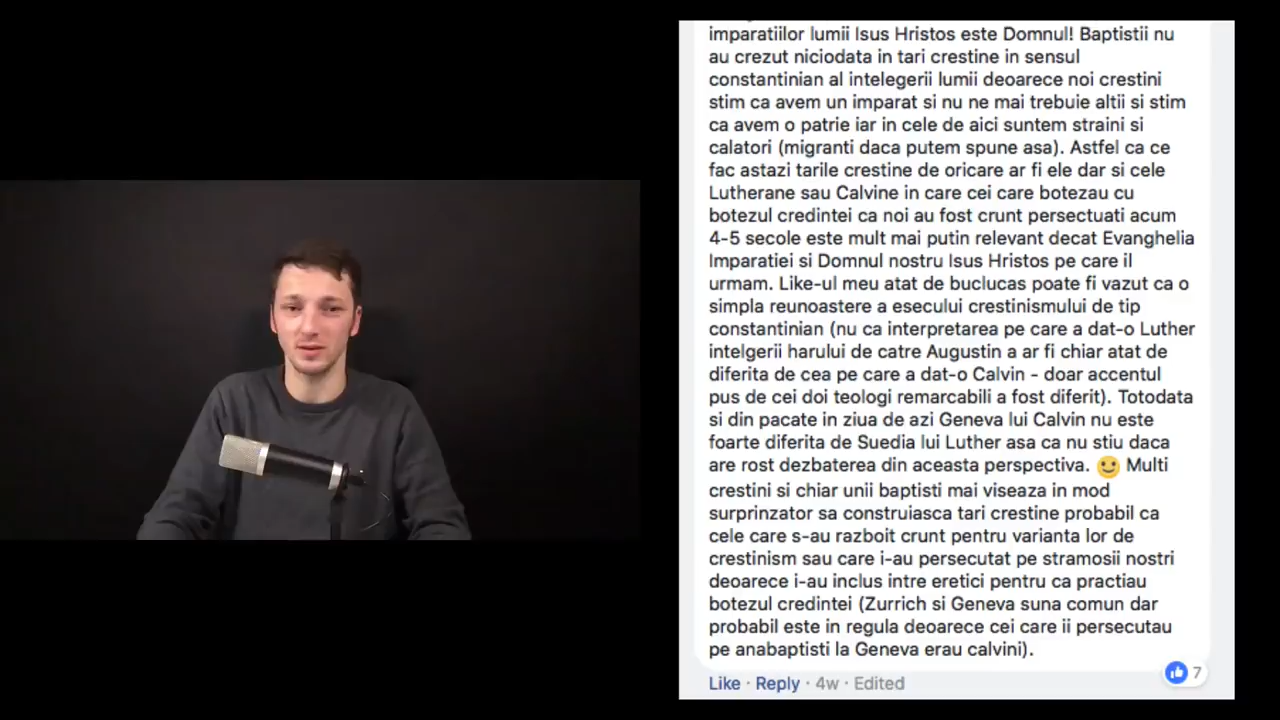 imparatiilor lumii Isus Hristos este Domnul! Baptistii nu
au crezut niciodata in tari crestine in sensul
constantinian al intelegerii lumii deoarece noi crestini
stim ca avem un imparat si nu ne mai trebuie altii si stim
ca avem o patrie iar in cele de aici suntem straini si
calatori (migranti daca putem spune asa). Astfel ca ce
fac astazi tarile crestine de oricare ar fi ele dar si cele
Lutherane sau Calvine in care cei care botezau cu
botezul credintei ca noi au fost crunt persectuati acum
4-5 secole este mult mai putin relevant decat Evanghelia
Imparatiei si Domnul nostru Isus Hristos pe care il
urmam. Like-ul meu atat de buclucas poate fi vazut ca o
simpla reunoastere a esecului crestinismului de tip
constantinian (nu ca interpretarea pe care a dat-o Luther
intelgerii harului de catre Augustin a ar fi chiar atat de
diferita de cea pe care a dat-o Calvin - doar accentul
pus de cei doi teologi remarcabili a fost diferit). Totodata
si din pacate in ziua de azi Geneva lui Calvin nu este
foarte diferita de Suedia lui Luther asa ca nu stiu daca
are rost dezbaterea din aceasta perspectiva. 🙂 Multi
crestini si chiar unii baptisti mai viseaza in mod
surprinzator sa construiasca tari crestine probabil ca
cele care s-au razboit crunt pentru varianta lor de
crestinism sau care i-au persecutat pe stramosii nostri
deoarece i-au inclus intre eretici pentru ca practiau
botezul credintei (Zurrich si Geneva suna comun dar
probabil este in regula deoarece cei care ii persecutau
pe anabaptisti la Geneva erau calvini).
Like · Reply · 4w · Edited
7